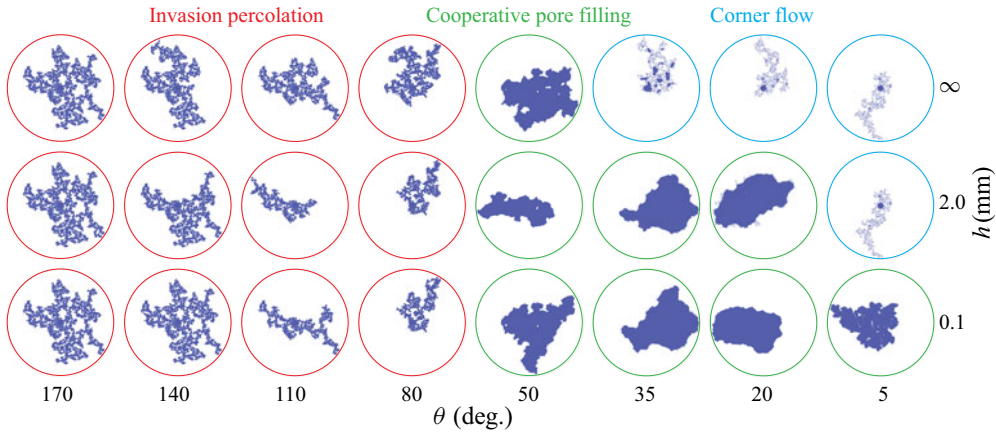 Invasion percolation Cooperative pore filling Corner flow
∞
2.0
h (mm)
0.1
170 140 110 80 50 35 20 5
θ (deg.)